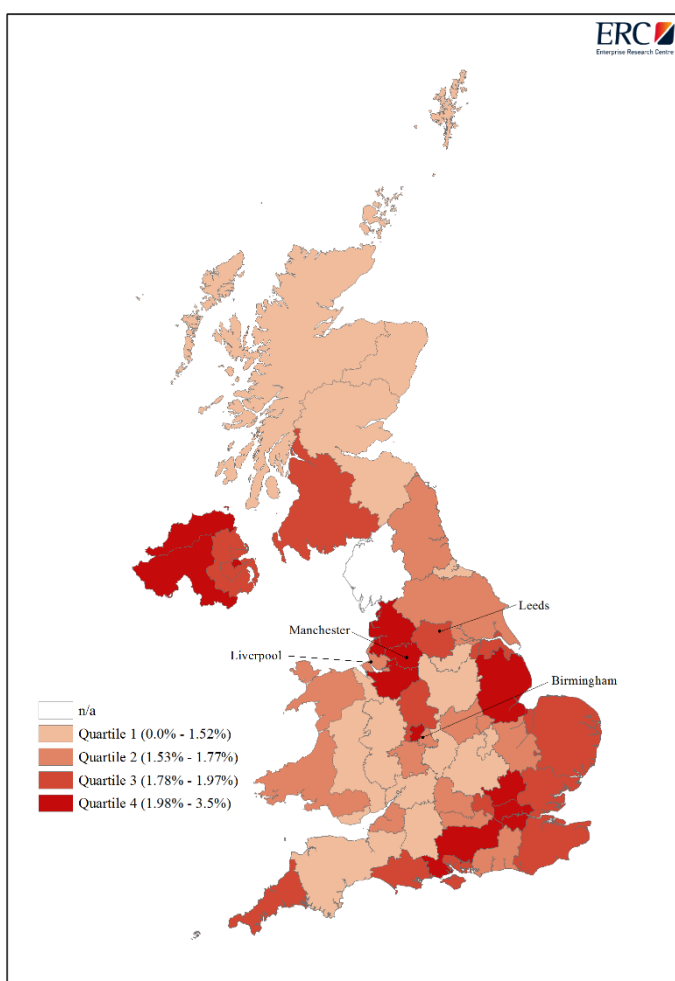 ERC
Enterprise Research Centre
Leeds
Manchester
Liverpool
Birmingham
n/a
Quartile 1 (0.0% - 1.52%)
Quartile 2 (1.53% - 1.77%)
Quartile 3 (1.78% - 1.97%)
Quartile 4 (1.98% - 3.5%)